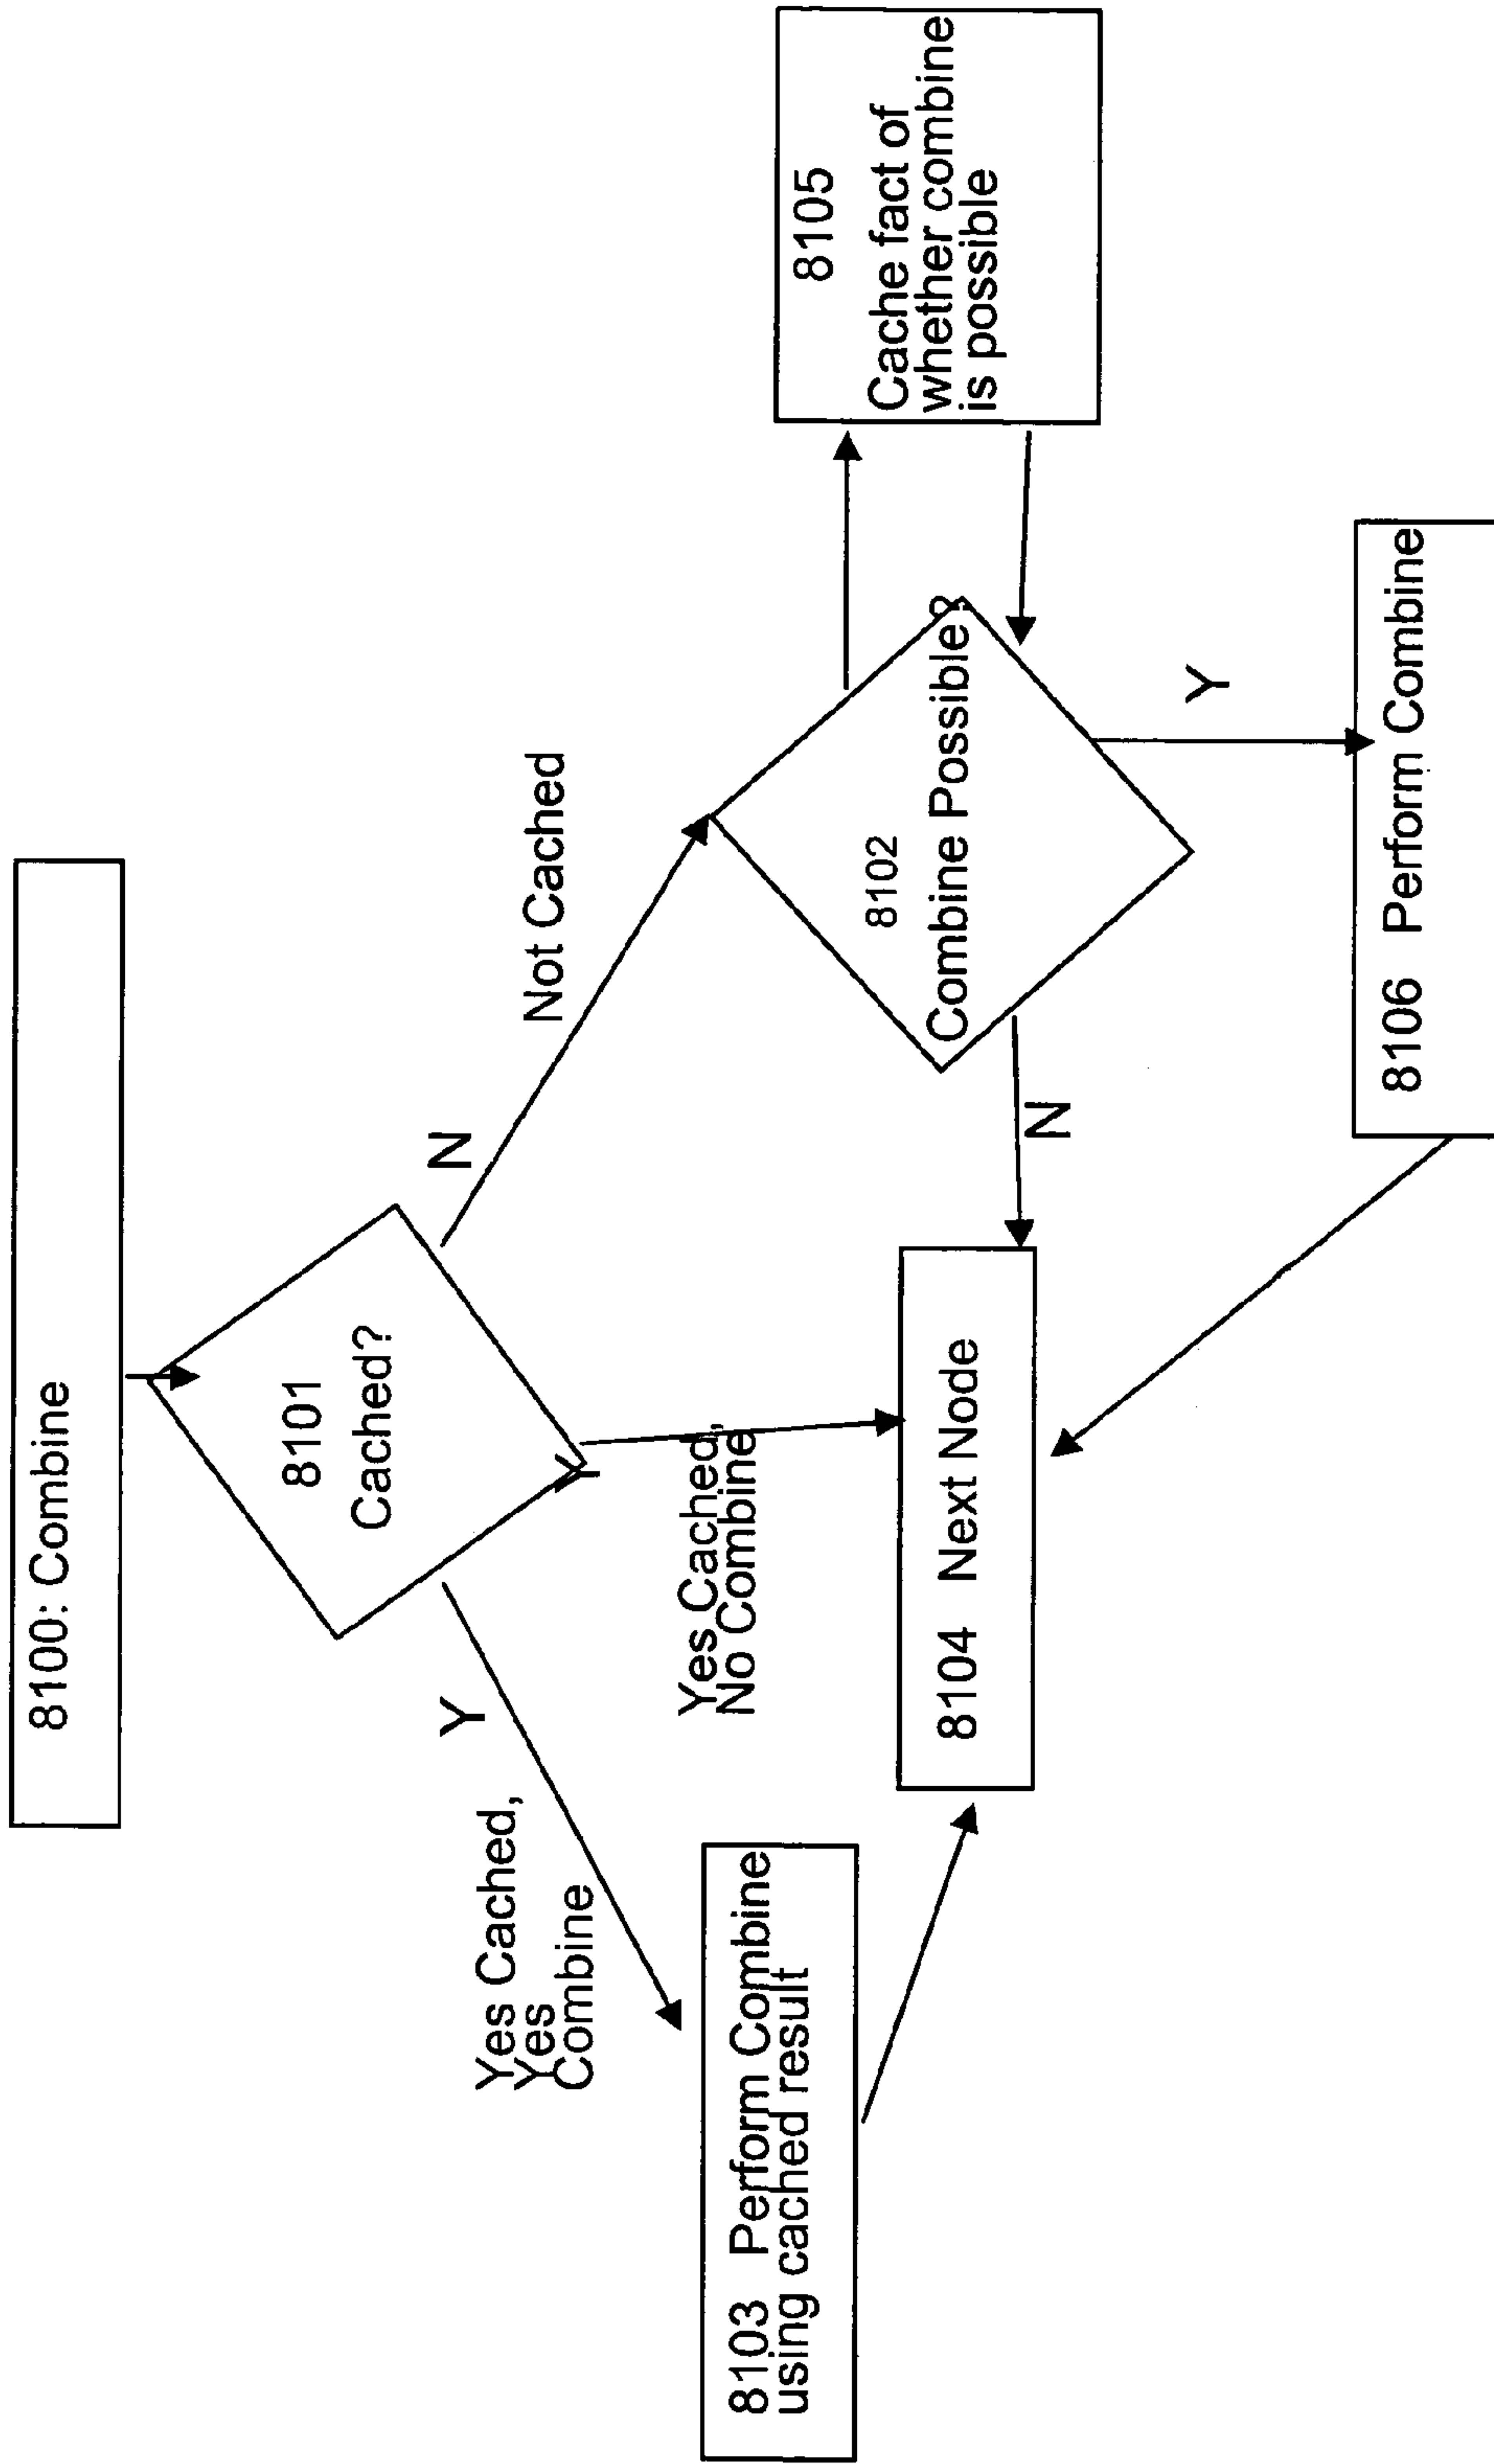 8100: Combine
8101
Cached?
Y
N
Y
Yes Cached,
Yes
Combine
Yes Cached,
No Combine
Not Cached
8103 Perform Combine
using cached result
8104 Next Node
8102
Combine Possible?
N
Y
8105
Cache fact of
whether combine
is possible
8106 Perform Combine